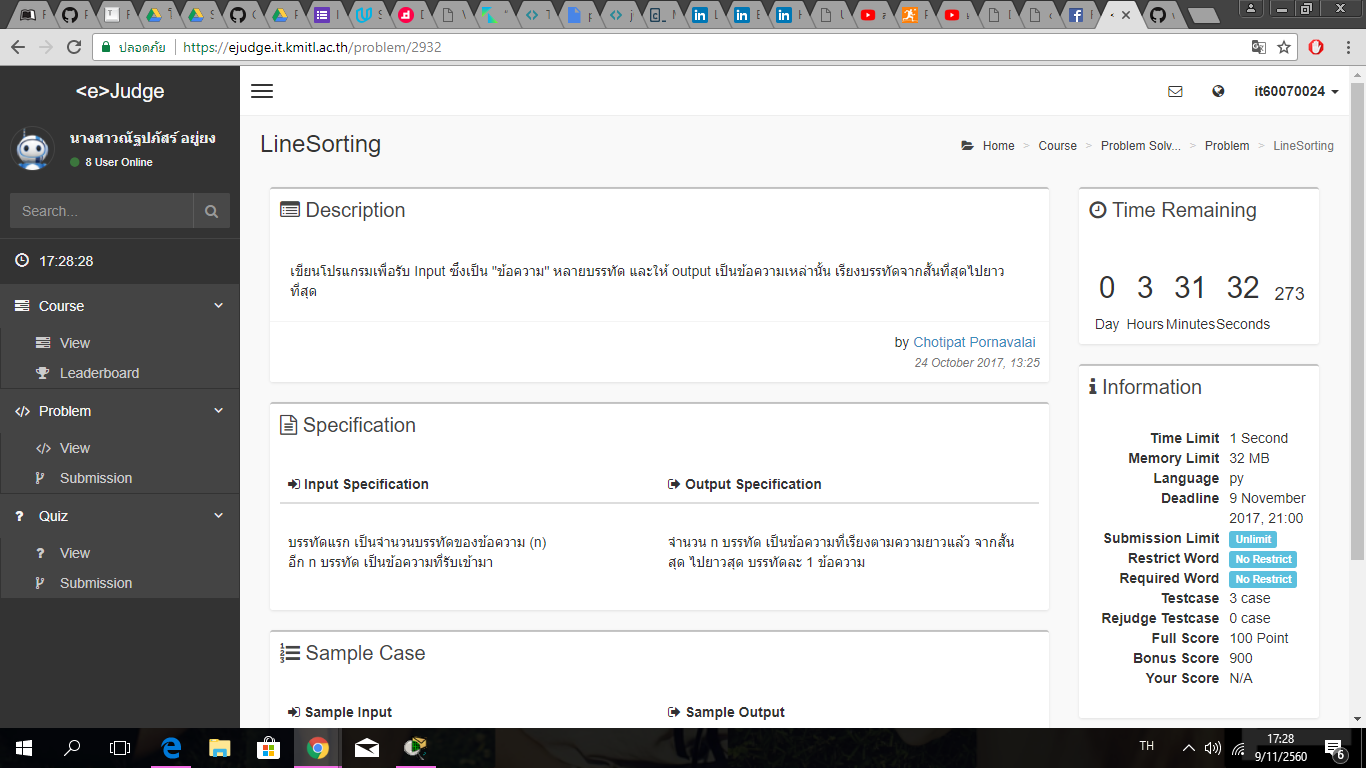 ปลอดภัย https://ejudge.it.kmitl.ac.th/problem/2932
<e>Judge
it60070024
นางสาวณัฐปภัสร์ อยู่ยง
8 User Online
Search...
17:28:28
Course
View
Leaderboard
Problem
View
Submission
Quiz
View
Submission
LineSorting
Home > Course > Problem Solv... > Problem > LineSorting
Description
เขียนโปรแกรมเพื่อรับ Input ซึ่งเป็น "ข้อความ" หลายบรรทัด และให้ output เป็นข้อความเหล่านั้น เรียงบรรทัดจากสั้นที่สุดไปยาว
ที่สุด
by Chotipat Pornavalai
24 October 2017, 13:25
Specification
Input Specification
Output Specification
บรรทัดแรก เป็นจำนวนบรรทัดของข้อความ (n)
อีก n บรรทัด เป็นข้อความที่รับเข้ามา
จำนวน n บรรทัด เป็นข้อความที่เรียงตามความยาวแล้ว จากสั้น
สุด ไปยาวสุด บรรทัดละ 1 ข้อความ
Sample Case
Sample Input
Sample Output
Time Remaining
0 3 31 32 273
Day Hours Minutes Seconds
Information
Time Limit 1 Second
Memory Limit 32 MB
Language py
Deadline 9 November
2017, 21:00
Submission Limit Unlimit
Restrict Word No Restrict
Required Word No Restrict
Testcase 3 case
Rejudge Testcase 0 case
Full Score 100 Point
Bonus Score 900
Your Score N/A
TH
17:28
9/11/2560
6